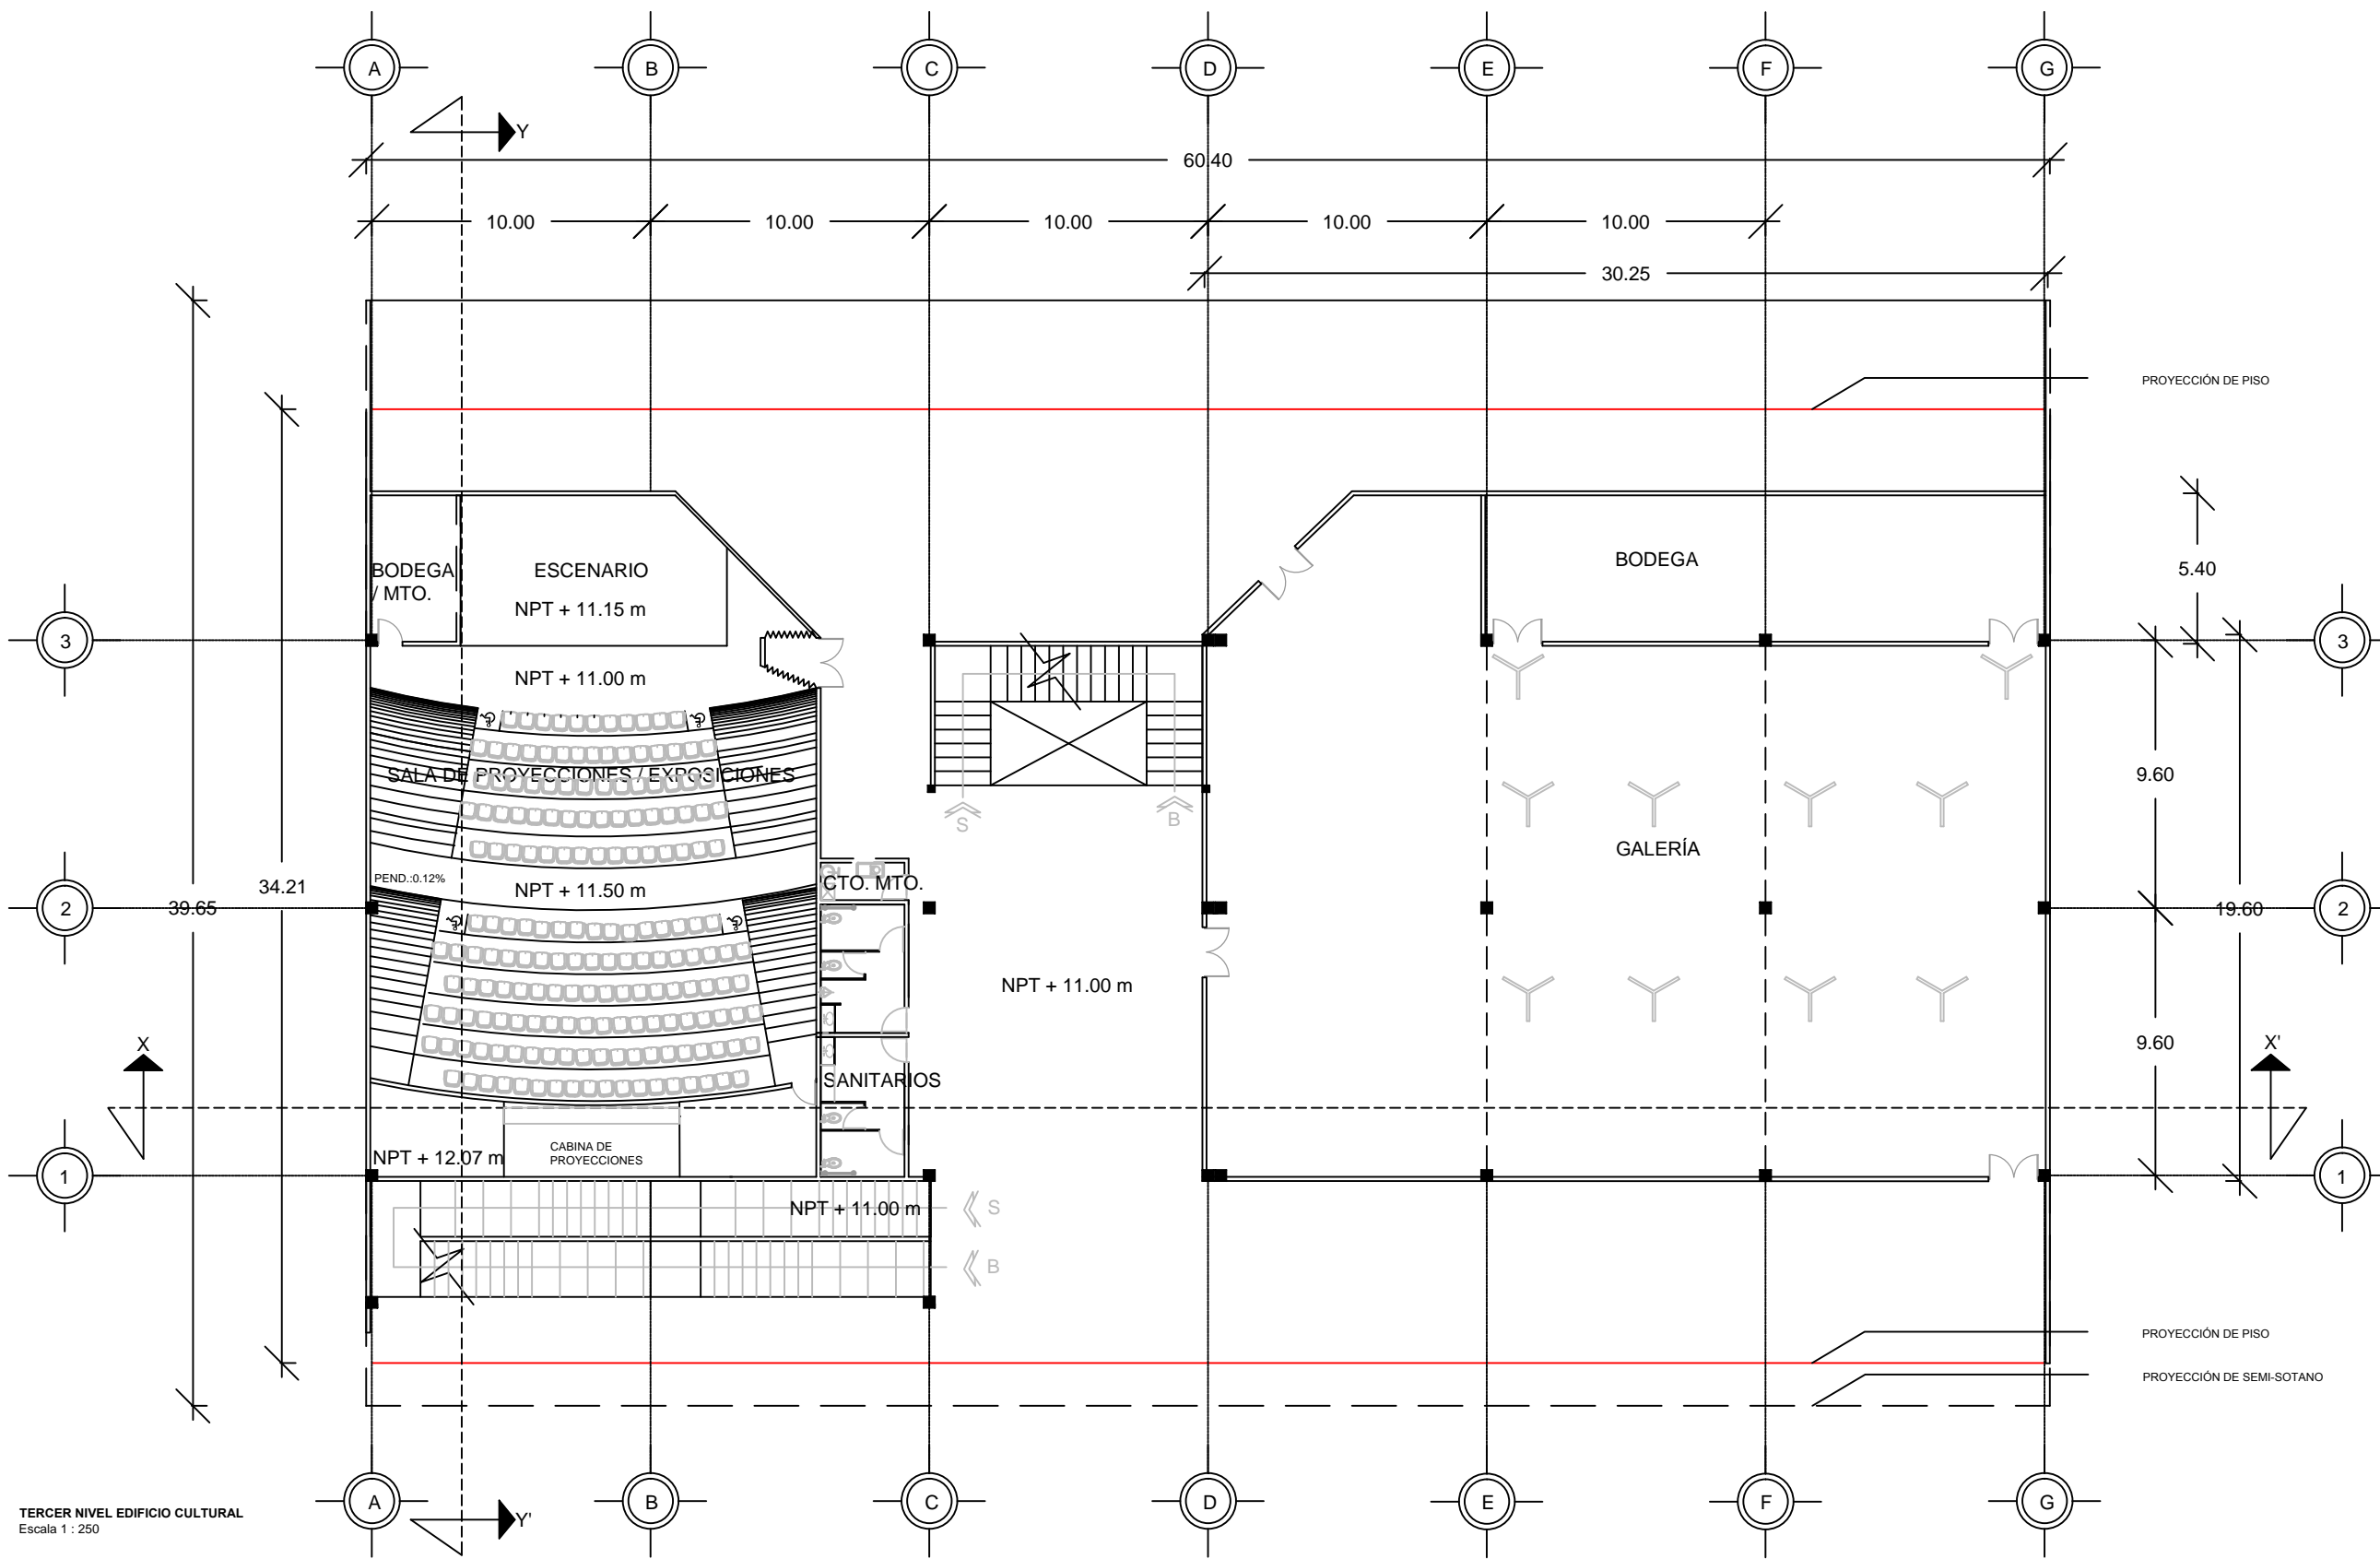 A
B
C
D
E
F
G
Y
60.40
10.00
10.00
10.00
10.00
10.00
30.25
PROYECCIÓN DE PISO
BODEGA
/ MTO.
ESCENARIO
NPT + 11.15 m
BODEGA
5.40
3
3
NPT + 11.00 m
SALA DE PROYECCIONES / EXPOSICIONES
9.60
S
B
GALERÍA
PEND.:0.12%
NPT + 11.50 m
CTO. MTO.
34.21
39.65
2
2
19.60
NPT + 11.00 m
X
X'
9.60
SANITARIOS
CABINA DE
PROYECCIONES
NPT + 12.07 m
1
1
NPT + 11.00 m
S
B
PROYECCIÓN DE PISO
PROYECCIÓN DE SEMI-SOTANO
A
B
C
D
E
F
G
Y'
TERCER NIVEL EDIFICIO CULTURAL
Escala 1 : 250